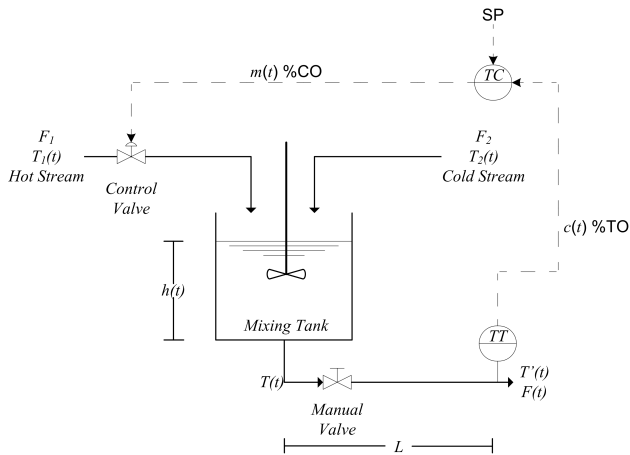 SP
TC
m(t) %CO
F1
T1(t)
Hot Stream
Control
Valve
F2
T2(t)
Cold Stream
c(t) %TO
h(t)
Mixing Tank
TT
T(t)
T'(t)
F(t)
Manual
Valve
L